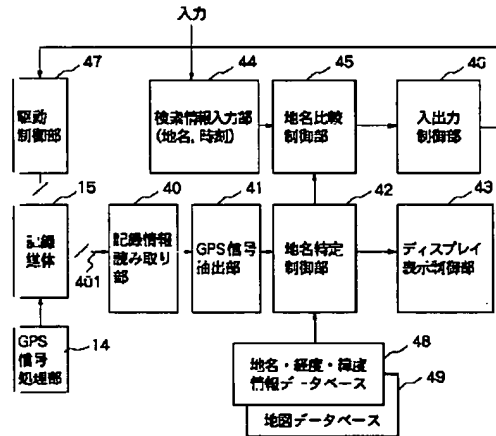 入力
47
44
45
46
駆動
制御部
検索情報入力部
(地名, 時刻)
地名比較
制御部
入出力
制御部
15
40
41
42
43
記録
媒体
401
記録情報
読み取り
部
GPS信号
抽出部
地名特定
制御部
ディスプレイ
表示制御部
GPS
信号
処理部
14
地名・経度・緯度
情報データベース
48
地図データベース
49